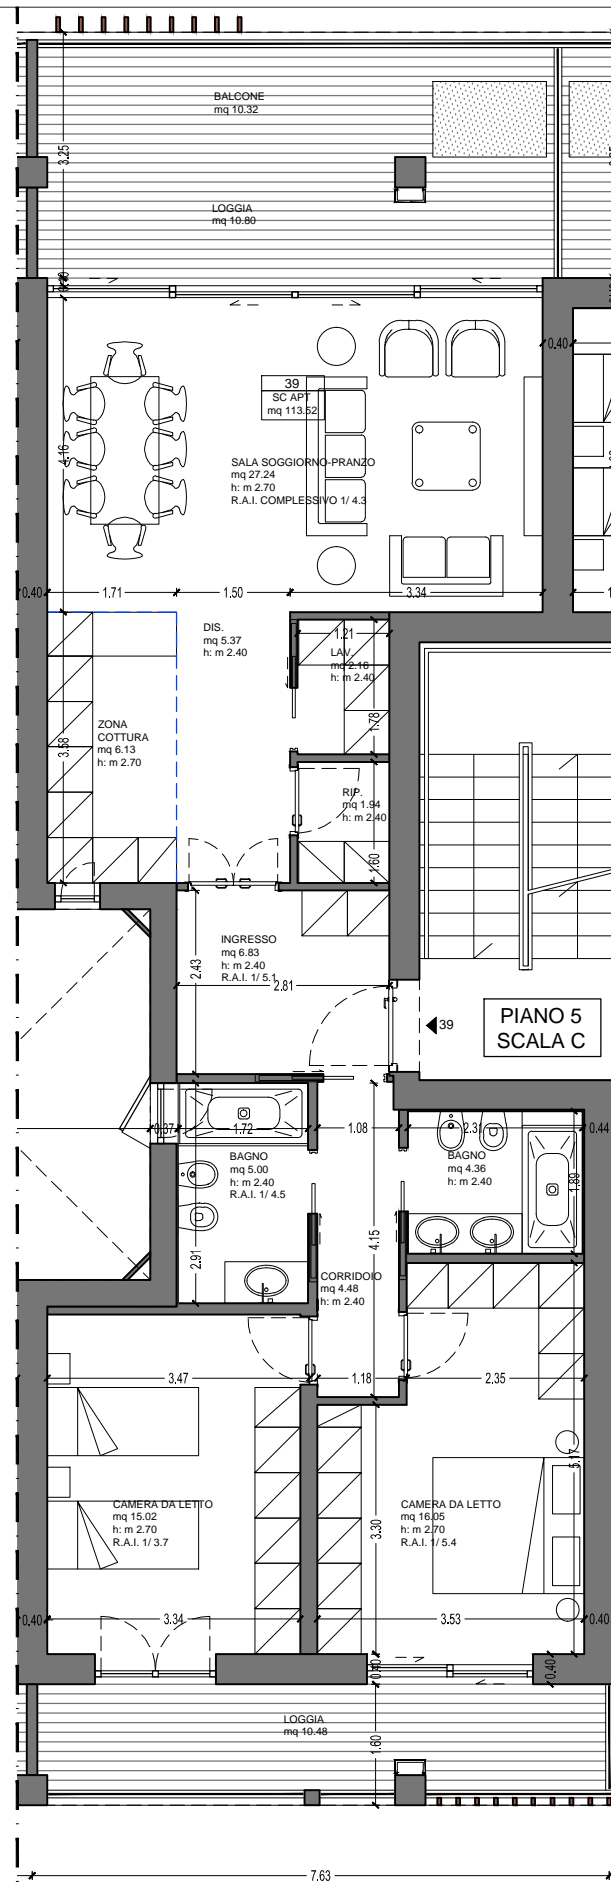 BALCONE
mq 10.32
3.25
LOGGIA
mq 10.80
0.40
39
SC APT
mq 113.52
4.16
SALA SOGGIORNO-PRANZO
mq 27.24
h: m 2.70
R.A.I. COMPLESSIVO 1/ 4.3
0.40
1.71
1.50
3.34
DIS.
mq 5.37
h: m 2.40
1.21
LAV.
mq 2.16
h: m 2.40
1.78
ZONA
COTTURA
mq 6.13
h: m 2.70
3.58
RIP.
mq 1.94
h: m 2.40
1.60
INGRESSO
mq 6.83
h: m 2.40
R.A.I. 1/ 5.1
2.43
2.81
39
PIANO 5
SCALA C
0.37
1.72
1.08
2.31
0.44
BAGNO
mq 5.00
h: m 2.40
R.A.I. 1/ 4.5
BAGNO
mq 4.36
h: m 2.40
1.89
2.91
4.15
CORRIDOIO
mq 4.48
h: m 2.40
3.47
1.18
2.35
5.17
CAMERA DA LETTO
mq 15.02
h: m 2.70
R.A.I. 1/ 3.7
CAMERA DA LETTO
mq 16.05
h: m 2.70
R.A.I. 1/ 5.4
3.30
0.40
3.34
3.53
0.40
0.40
0.40
LOGGIA
mq 10.48
1.60
7.63